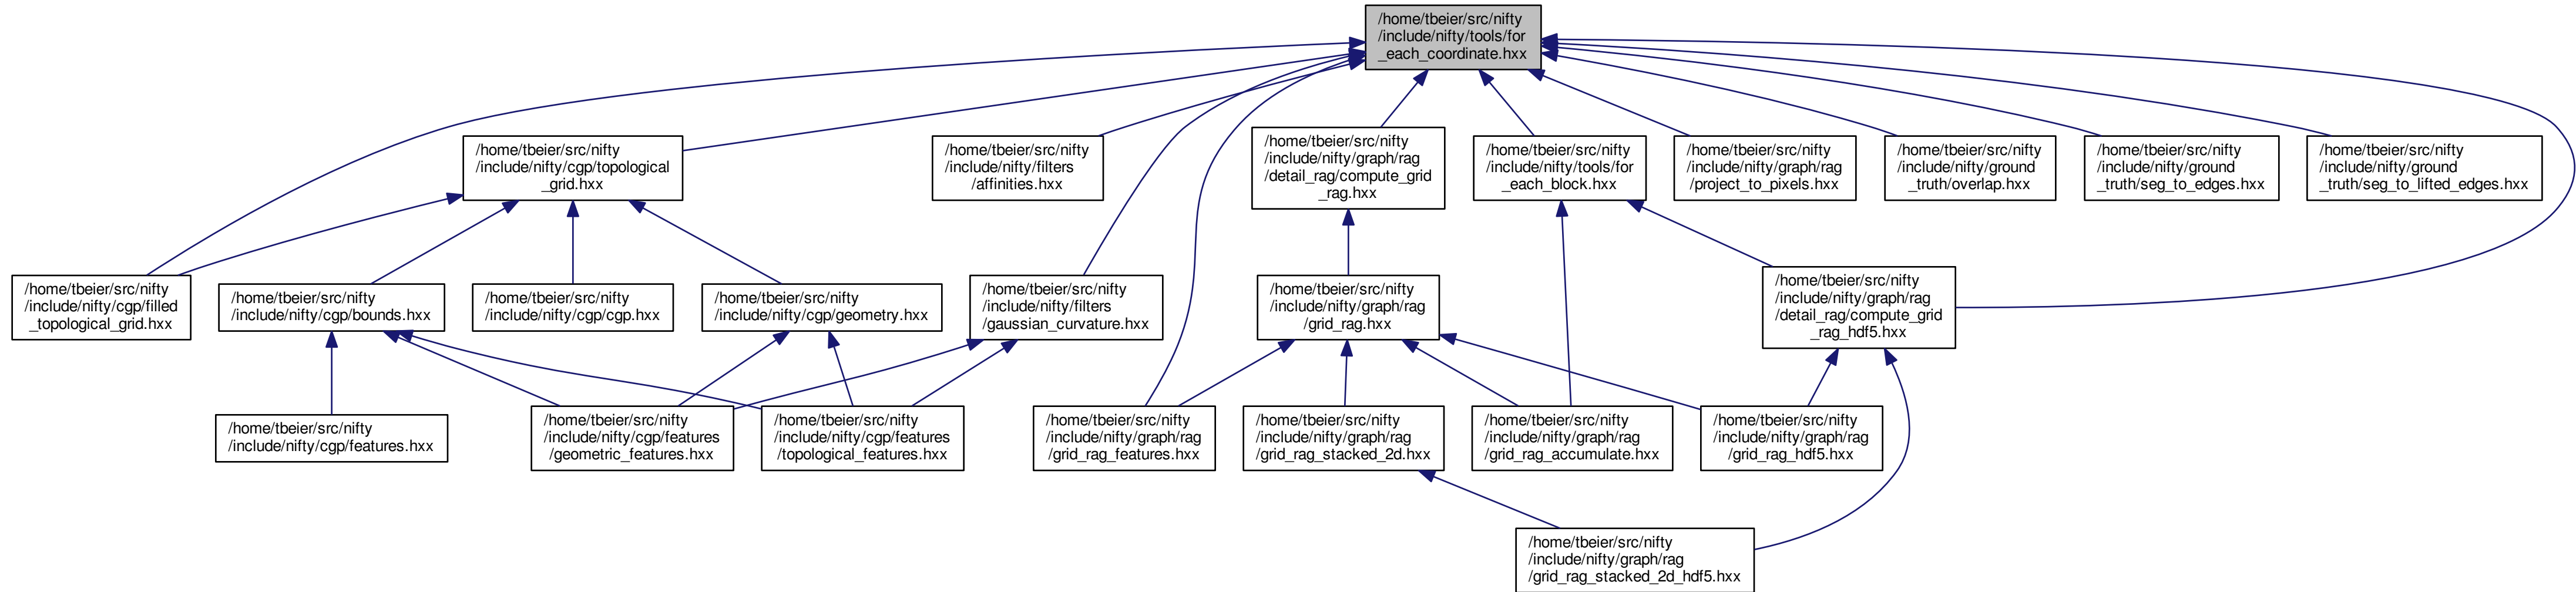 /home/tbeier/src/nifty
/include/nifty/tools/for
_each_coordinate.hxx
/home/tbeier/src/nifty
/include/nifty/cgp/topological
_grid.hxx
/home/tbeier/src/nifty
/include/nifty/filters
/affinities.hxx
/home/tbeier/src/nifty
/include/nifty/graph/rag
/detail_rag/compute_grid
_rag.hxx
/home/tbeier/src/nifty
/include/nifty/tools/for
_each_block.hxx
/home/tbeier/src/nifty
/include/nifty/graph/rag
/project_to_pixels.hxx
/home/tbeier/src/nifty
/include/nifty/ground
_truth/overlap.hxx
/home/tbeier/src/nifty
/include/nifty/ground
_truth/seg_to_edges.hxx
/home/tbeier/src/nifty
/include/nifty/ground
_truth/seg_to_lifted_edges.hxx
/home/tbeier/src/nifty
/include/nifty/cgp/filled
_topological_grid.hxx
/home/tbeier/src/nifty
/include/nifty/cgp/bounds.hxx
/home/tbeier/src/nifty
/include/nifty/cgp/cgp.hxx
/home/tbeier/src/nifty
/include/nifty/cgp/geometry.hxx
/home/tbeier/src/nifty
/include/nifty/filters
/gaussian_curvature.hxx
/home/tbeier/src/nifty
/include/nifty/graph/rag
/grid_rag.hxx
/home/tbeier/src/nifty
/include/nifty/graph/rag
/detail_rag/compute_grid
_rag_hdf5.hxx
/home/tbeier/src/nifty
/include/nifty/cgp/features.hxx
/home/tbeier/src/nifty
/include/nifty/cgp/features
/geometric_features.hxx
/home/tbeier/src/nifty
/include/nifty/cgp/features
/topological_features.hxx
/home/tbeier/src/nifty
/include/nifty/graph/rag
/grid_rag_features.hxx
/home/tbeier/src/nifty
/include/nifty/graph/rag
/grid_rag_stacked_2d.hxx
/home/tbeier/src/nifty
/include/nifty/graph/rag
/grid_rag_accumulate.hxx
/home/tbeier/src/nifty
/include/nifty/graph/rag
/grid_rag_hdf5.hxx
/home/tbeier/src/nifty
/include/nifty/graph/rag
/grid_rag_stacked_2d_hdf5.hxx